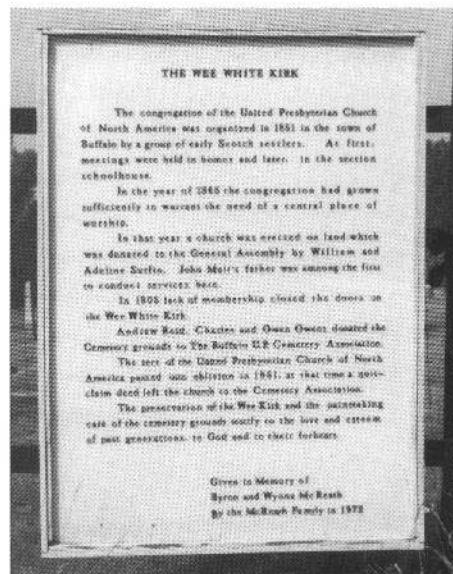 THE WEE WHITE KIRK
The congregation of the United Presbyterian Church
of North America was organized in 1861 in the town of
Buffalo by a group of early Scotch settlers. At first,
meetings were held in homes and later, in the section
schoolhouse.
In the year of 1866 the congregation had grown
sufficiently to warrant the need of a central place of
worship.
In that year a church was erected on land which
was donated to the General Assembly by William and
Adeline John father was among the first
to conduct services here.
In lack of membership closed the doors on
the Wee White Kirk
Andrew Reid, Charles and Owen Owens donated the
Cemetery grounds to The Buffalo U.P. Cemetery Association.
The of the United Presbyterian Church of North
America passed into oblivion in at that time a quit-
claim deed left the church to the Cemetery Association.
The preservation of the Wee Kirk and the painstaking
care of the cemetery grounds testify to the love and esteem
of past generations, to God and to their forbears
Given in Memory of
Byron and Wyona McReath
By the McReath Family in 1972